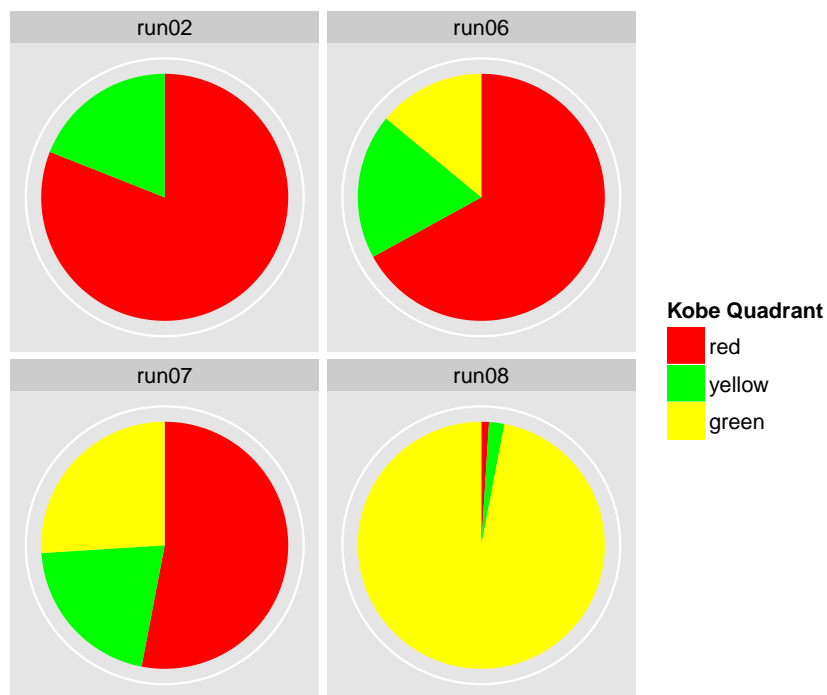 run02
run06
run07
run08
Kobe Quadrant
red
yellow
green